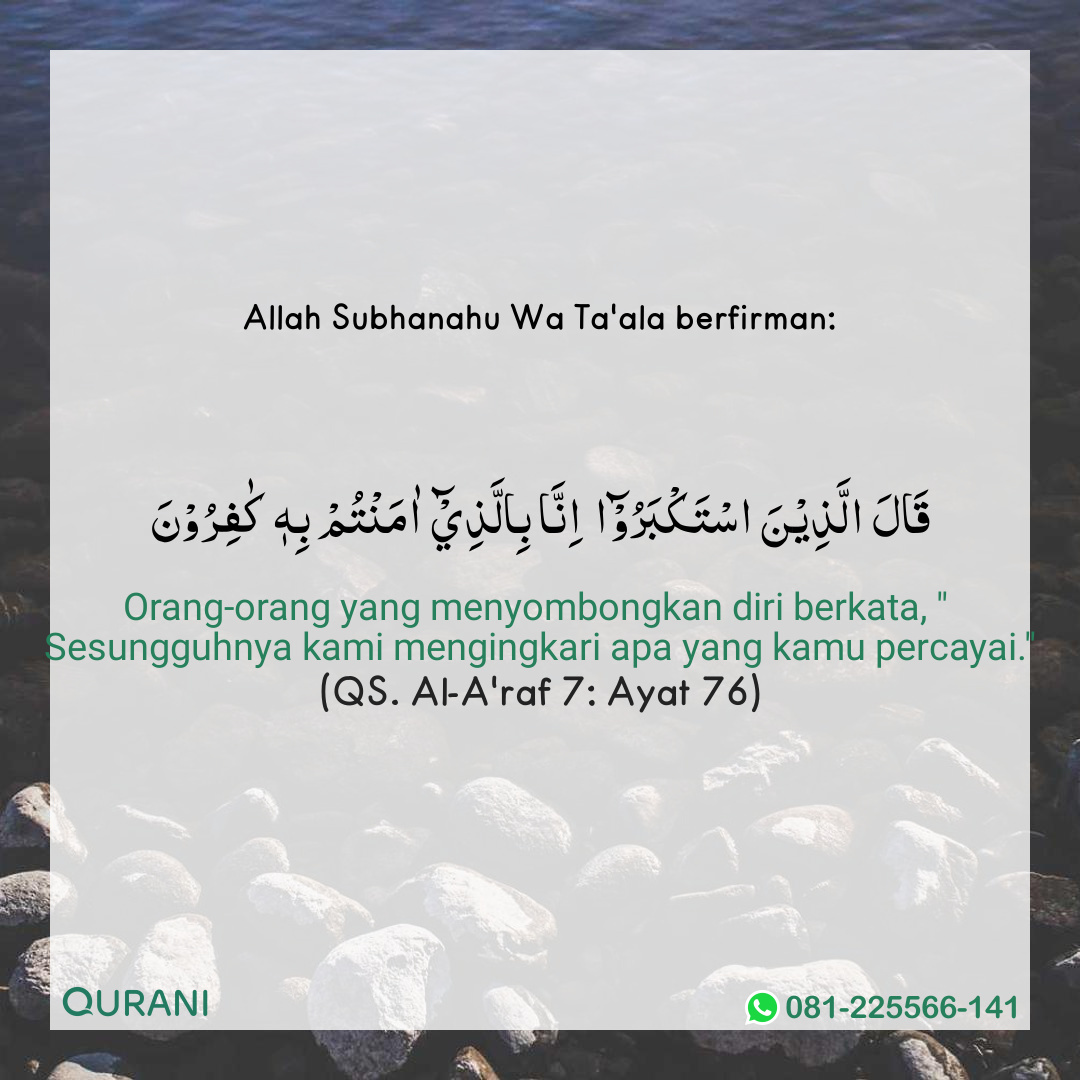 Allah Subhanahu Wa Ta'ala berfirman:
قَالَ الَّذِيْنَ اسْتَكْبَرُوْٓا اِنَّا بِالَّذِيْٓ اٰمَنْتُمْ بِهٖ كٰفِرُوْنَ
Orang-orang yang menyombongkan diri berkata, "
Sesungguhnya kami mengingkari apa yang kamu percayai."
(QS. Al-A'raf 7: Ayat 76)
QURANI
081-225566-141